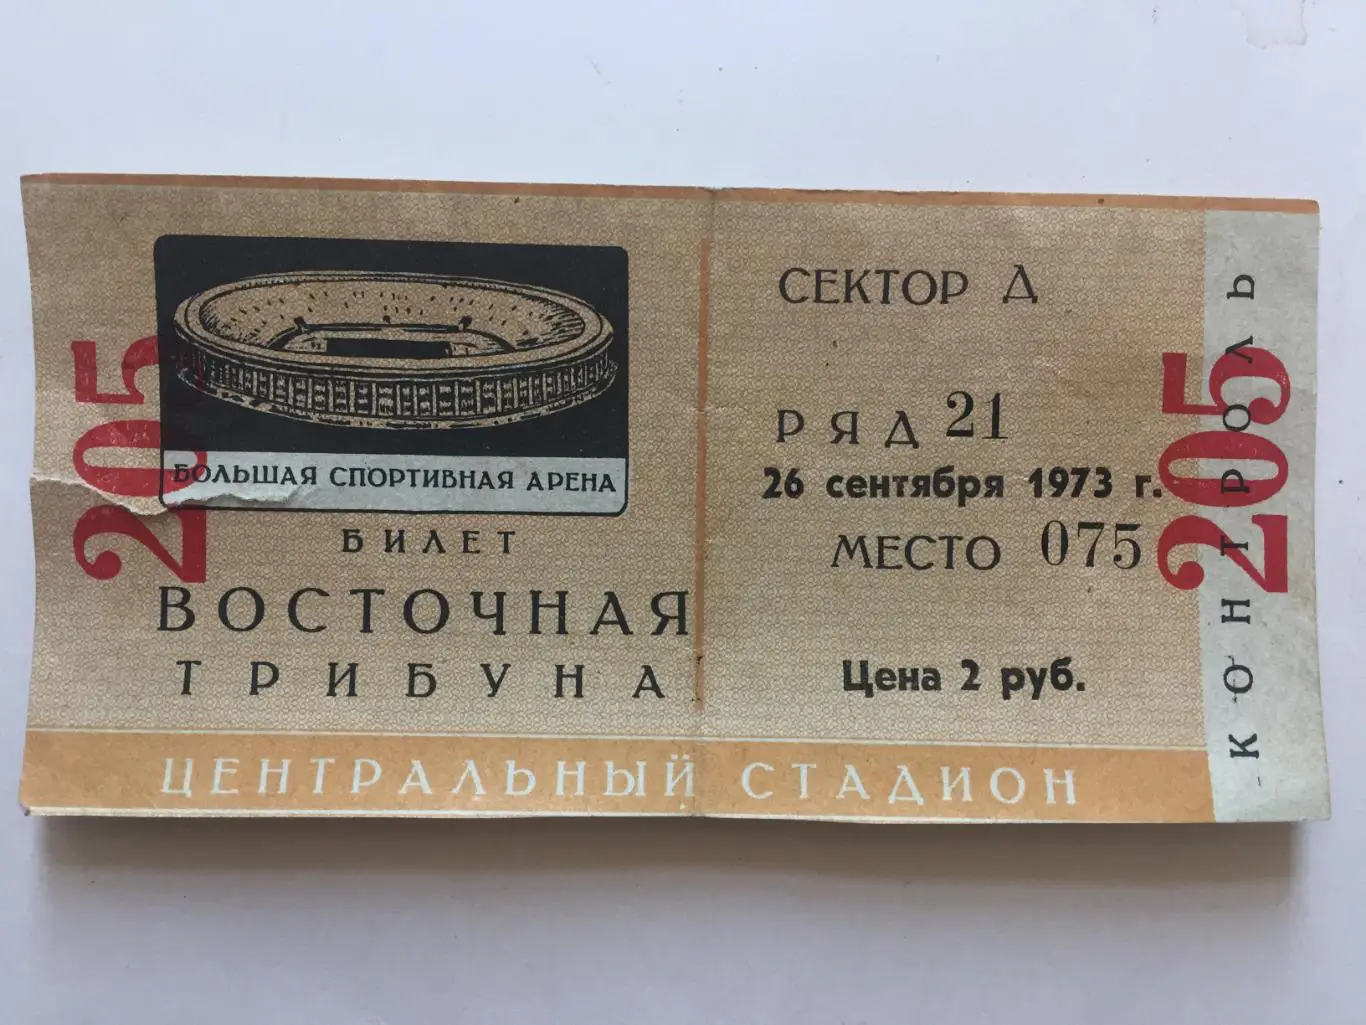 205
БОЛЬШАЯ СПОРТИВНАЯ АРЕНА
БИЛЕТ
ВОСТОЧНАЯ
ТРИБУНА
ЦЕНТРАЛЬНЫЙ СТАДИОН
СЕКТОР Д
РЯД 21
26 сентября 1973 г.
МЕСТО 075
Цена 2 руб.
205
КОНТРОЛЬ